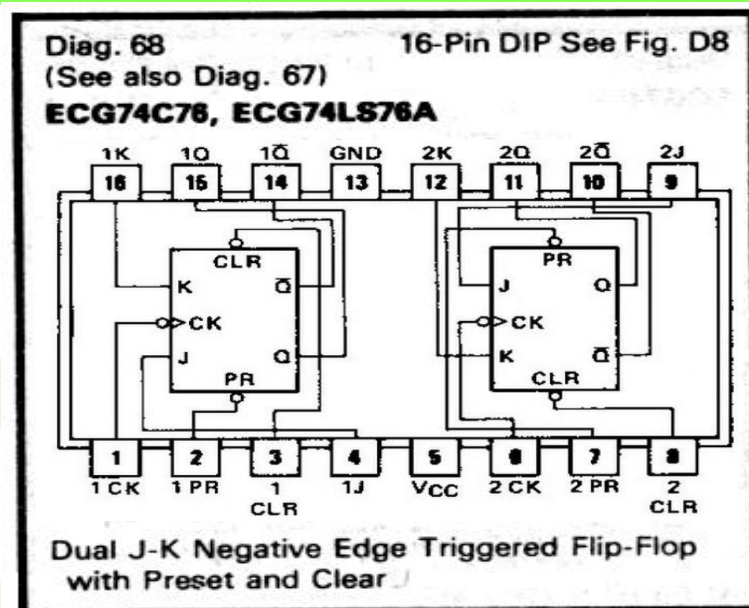 Diag. 68 16-Pin DIP See Fig. D8
(See also Diag. 67)
ECG74C76, ECG74LS76A
1K 1Q 1Q̅ GND 2K 2Q 2Q̅ 2J
16 15 14 13 12 11 10 9
CLR PR
K Q̅ J Q
CK CK
J Q K Q̅
PR CLR
1 2 3 4 5 6 7 8
1 CK 1 PR 1 1J VCC 2 CK 2 PR 2
CLR CLR
Dual J-K Negative Edge Triggered Flip-Flop
with Preset and Clear